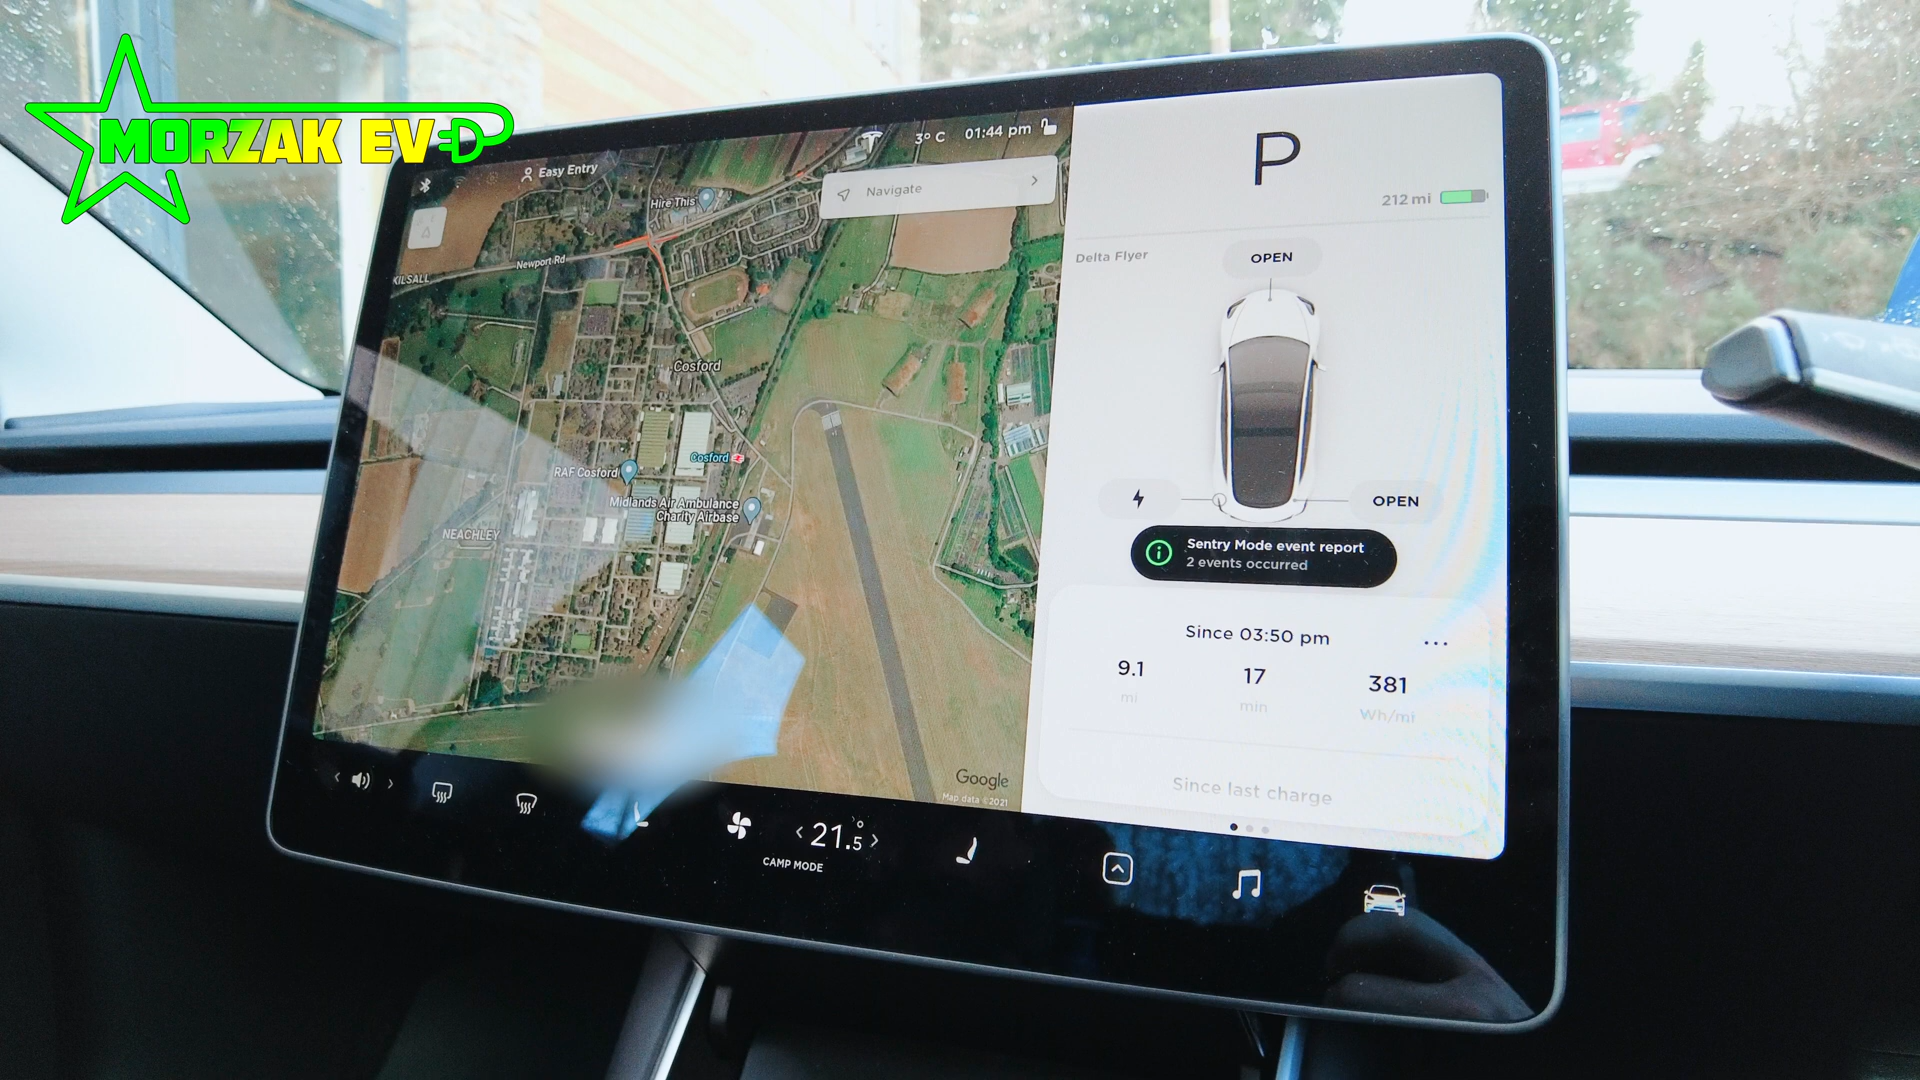 MORZAK EV
Easy Entry
3° C
01:44 pm
Navigate
Hire This
Newport Rd
KILSALL
Cosford
Cosford
RAF Cosford
Midlands Air Ambulance
Charity Airbase
NEACHLEY
Google
Map data ©2021
P
212 mi
Delta Flyer
OPEN
OPEN
Sentry Mode event report
2 events occurred
Since 03:50 pm
...
9.1
17
381
mi
min
Wh/mi
Since last charge
21.5°
CAMP MODE